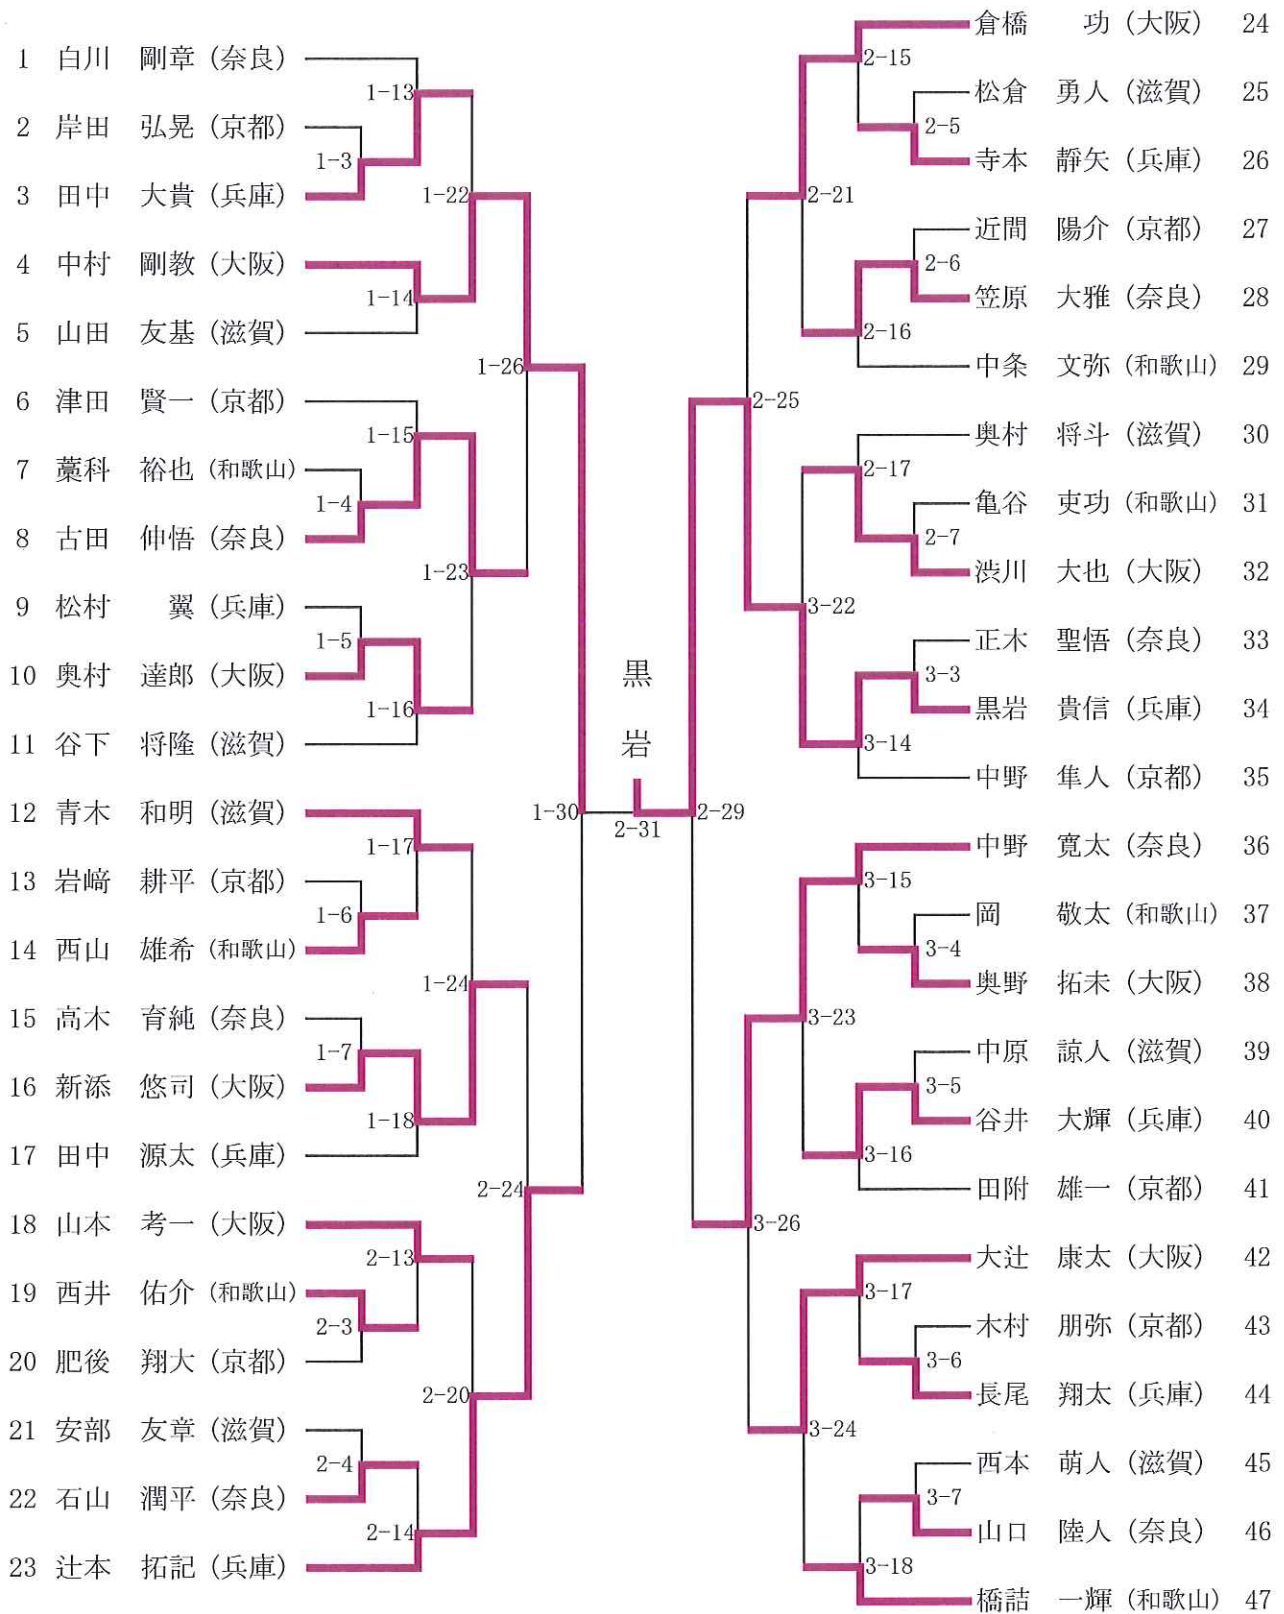 1 白川 剛章 (奈良)
1-13
2 岸田 弘晃 (京都)
1-3
3 田中 大貴 (兵庫)
1-22
4 中村 剛教 (大阪)
1-14
5 山田 友基 (滋賀)
1-26
6 津田 賢一 (京都)
1-15
7 藁科 裕也 (和歌山)
1-4
8 古田 伸悟 (奈良)
1-23
9 松村 翼 (兵庫)
1-5
10 奥村 達郎 (大阪)
1-16
11 谷下 将隆 (滋賀)
12 青木 和明 (滋賀)
1-30
1-17
13 岩﨑 耕平 (京都)
1-6
14 西山 雄希 (和歌山)
1-24
15 高木 育純 (奈良)
1-7
16 新添 悠司 (大阪)
1-18
17 田中 源太 (兵庫)
2-24
18 山本 考一 (大阪)
2-13
19 西井 佑介 (和歌山)
2-3
20 肥後 翔大 (京都)
2-20
21 安部 友章 (滋賀)
2-4
22 石山 潤平 (奈良)
2-14
23 辻本 拓記 (兵庫)
黒
岩
2-31
倉橋 功 (大阪) 24
2-15
松倉 勇人 (滋賀) 25
2-5
寺本 靜矢 (兵庫) 26
2-21
近間 陽介 (京都) 27
2-6
笠原 大雅 (奈良) 28
2-16
中条 文弥 (和歌山) 29
2-25
奥村 将斗 (滋賀) 30
2-17
亀谷 吏功 (和歌山) 31
2-7
渋川 大也 (大阪) 32
3-22
正木 聖悟 (奈良) 33
3-3
黒岩 貴信 (兵庫) 34
3-14
中野 隼人 (京都) 35
2-29
中野 寛太 (奈良) 36
3-15
岡 敬太 (和歌山) 37
3-4
奥野 拓未 (大阪) 38
3-23
中原 諒人 (滋賀) 39
3-5
谷井 大輝 (兵庫) 40
3-16
田附 雄一 (京都) 41
3-26
大辻 康太 (大阪) 42
3-17
木村 朋弥 (京都) 43
3-6
長尾 翔太 (兵庫) 44
3-24
西本 萌人 (滋賀) 45
3-7
山口 陸人 (奈良) 46
3-18
橋詰 一輝 (和歌山) 47